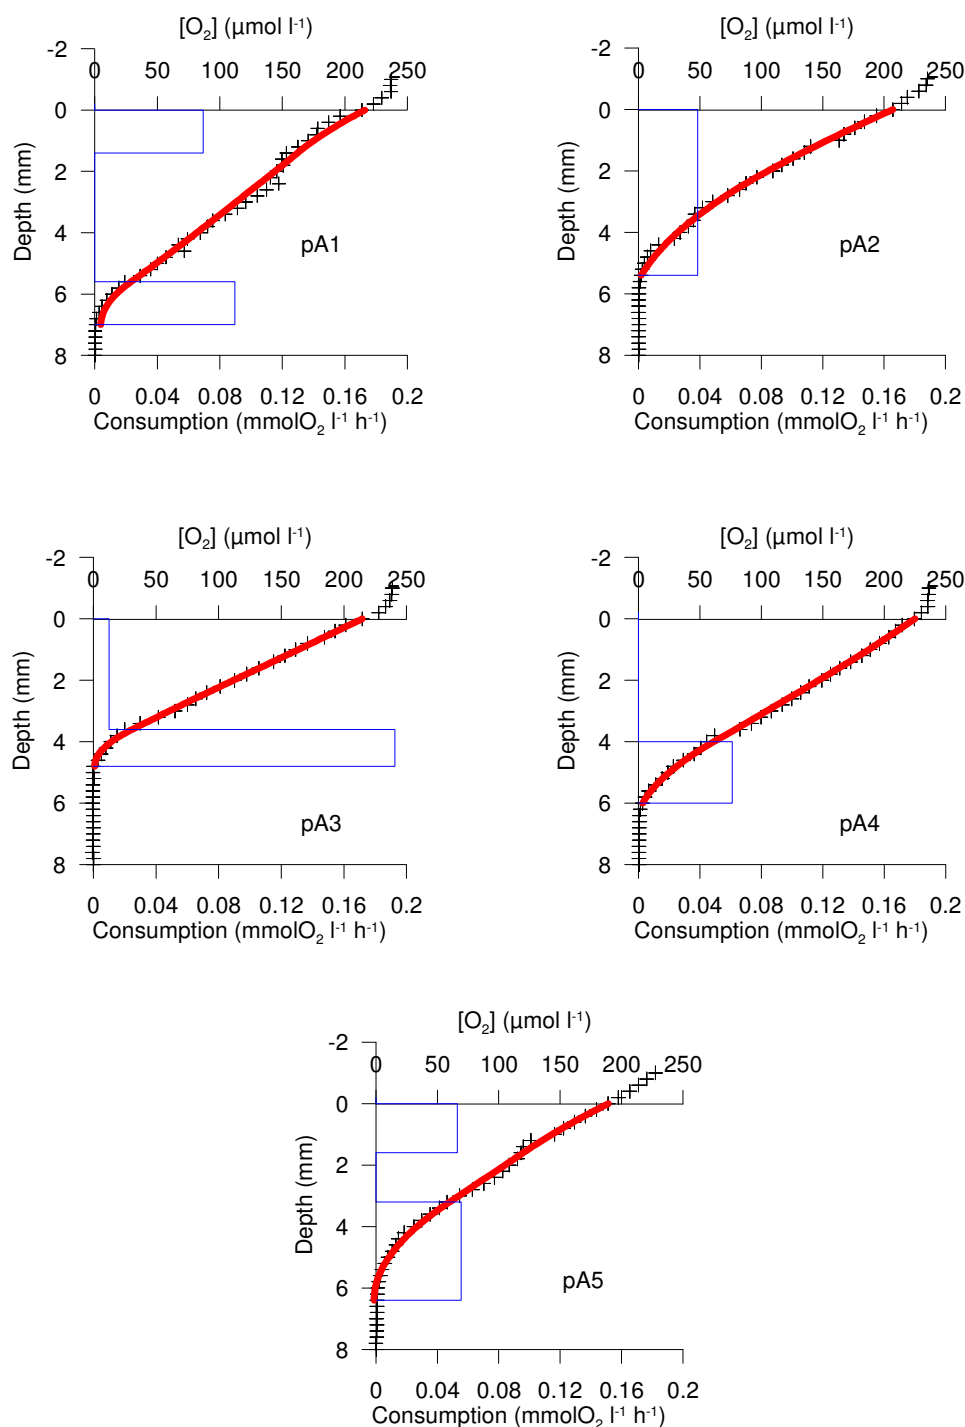 [O₂] (µmol l⁻¹)
-2 0 50 100 150 200 250
0
2
4
6
8
Depth (mm)
pA1
0 0.04 0.08 0.12 0.16 0.2
Consumption (mmolO₂ l⁻¹ h⁻¹)
[O₂] (µmol l⁻¹)
-2 0 50 100 150 200 250
0
2
4
6
8
Depth (mm)
pA2
0 0.04 0.08 0.12 0.16 0.2
Consumption (mmolO₂ l⁻¹ h⁻¹)
[O₂] (µmol l⁻¹)
-2 0 50 100 150 200 250
0
2
4
6
8
Depth (mm)
pA3
0 0.04 0.08 0.12 0.16 0.2
Consumption (mmolO₂ l⁻¹ h⁻¹)
[O₂] (µmol l⁻¹)
-2 0 50 100 150 200 250
0
2
4
6
8
Depth (mm)
pA4
0 0.04 0.08 0.12 0.16 0.2
Consumption (mmolO₂ l⁻¹ h⁻¹)
[O₂] (µmol l⁻¹)
-2 0 50 100 150 200 250
0
2
4
6
8
Depth (mm)
pA5
0 0.04 0.08 0.12 0.16 0.2
Consumption (mmolO₂ l⁻¹ h⁻¹)